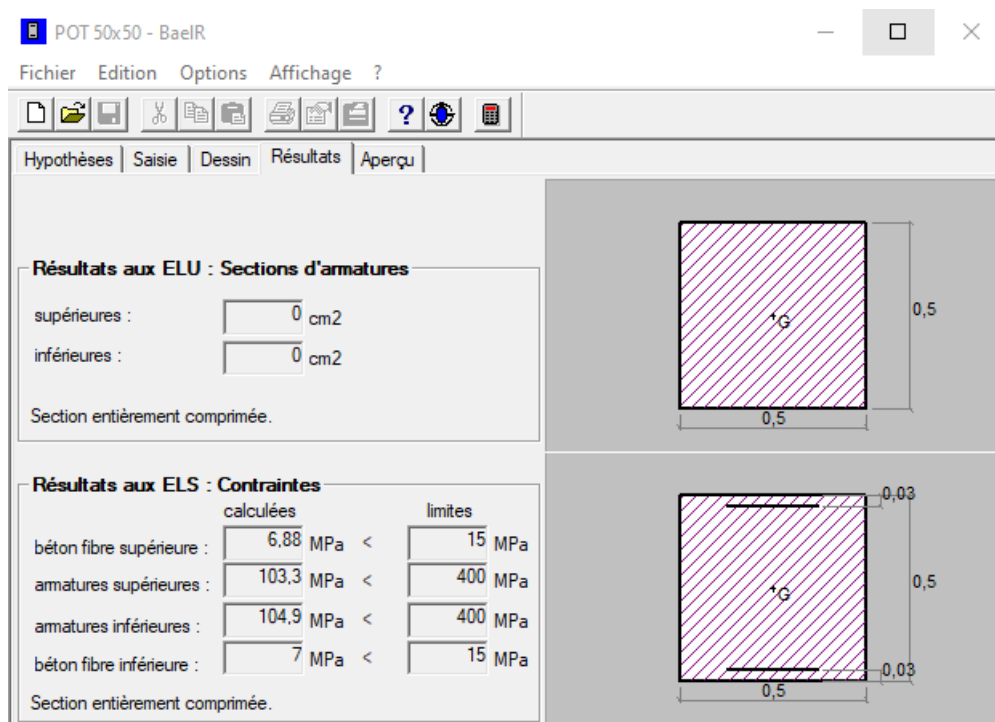 POT 50x50 - BaelR
Fichier Edition Options Affichage ?
Hypothèses Saisie Dessin Résultats Aperçu
Résultats aux ELU : Sections d'armatures
supérieures : 0 cm2
inférieures : 0 cm2
Section entièrement comprimée.
G
0,5
0,5
Résultats aux ELS : Contraintes
calculées limites
béton fibre supérieure : 6,88 MPa < 15 MPa
armatures supérieures : 103,3 MPa < 400 MPa
armatures inférieures : 104,9 MPa < 400 MPa
béton fibre inférieure : 7 MPa < 15 MPa
Section entièrement comprimée.
0,03
G
0,5
0,03
0,5